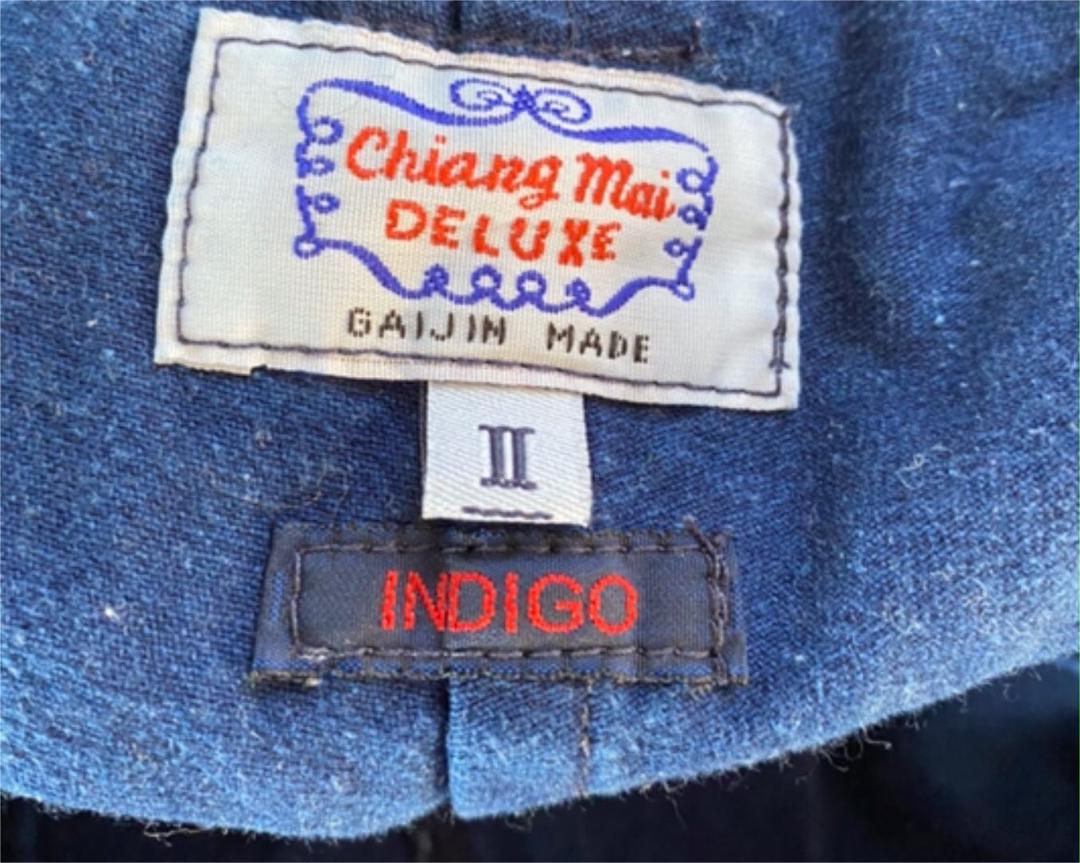 Chiang Mai
DELUXE
GAIJIN MADE
II
INDIGO